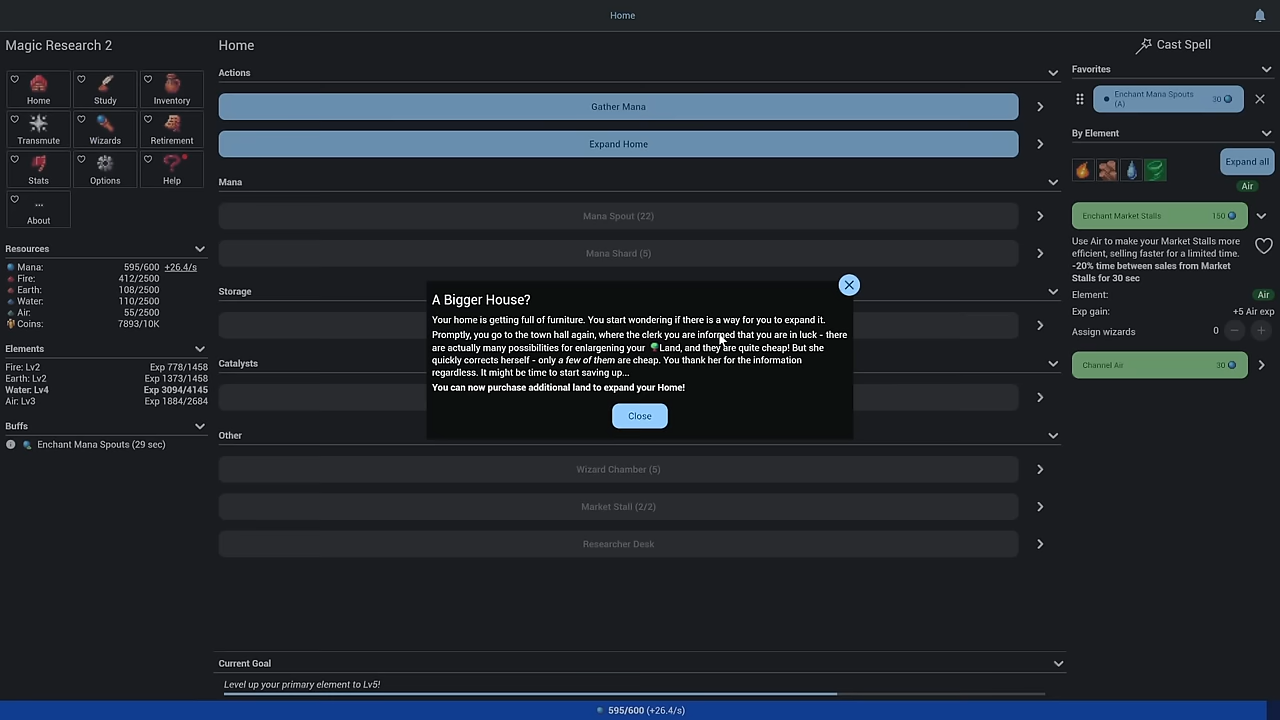 Home
Magic Research 2
Home
Study
Inventory
Transmute
Wizards
Retirement
Stats
Options
Help
About
Resources
Mana: 595/600 +26.4/s
Fire: 412/2500
Earth: 108/2500
Water: 110/2500
Air: 55/2500
Coins: 7893/10K
Elements
Fire: Lv2 Exp 778/1458
Earth: Lv2 Exp 1373/1458
Water: Lv4 Exp 3094/4145
Air: Lv3 Exp 1884/2684
Buffs
Enchant Mana Spouts (29 sec)
Home
Actions
Gather Mana
Expand Home
Mana
Mana Spout (22)
Mana Shard (5)
Storage
Catalysts
Other
Wizard Chamber (5)
Market Stall (2/2)
Researcher Desk
A Bigger House?
Your home is getting full of furniture. You start wondering if there is a way for you to expand it.
Promptly, you go to the town hall again, where the clerk you are informed that you are in luck - there
are actually many possibilities for enlargening your Land, and they are quite cheap! But she
quickly corrects herself - only a few of them are cheap. You thank her for the information
regardless. It might be time to start saving up...
You can now purchase additional land to expand your Home!
Close
Current Goal
Level up your primary element to Lv5!
595/600 (+26.4/s)
Cast Spell
Favorites
Enchant Mana Spouts
(A)
30
By Element
Expand all
Air
Enchant Market Stalls 150
Use Air to make your Market Stalls more
efficient, selling faster for a limited time.
-20% time between sales from Market
Stalls for 30 sec
Element: Air
Exp gain: +5 Air exp
Assign wizards 0
Channel Air 30